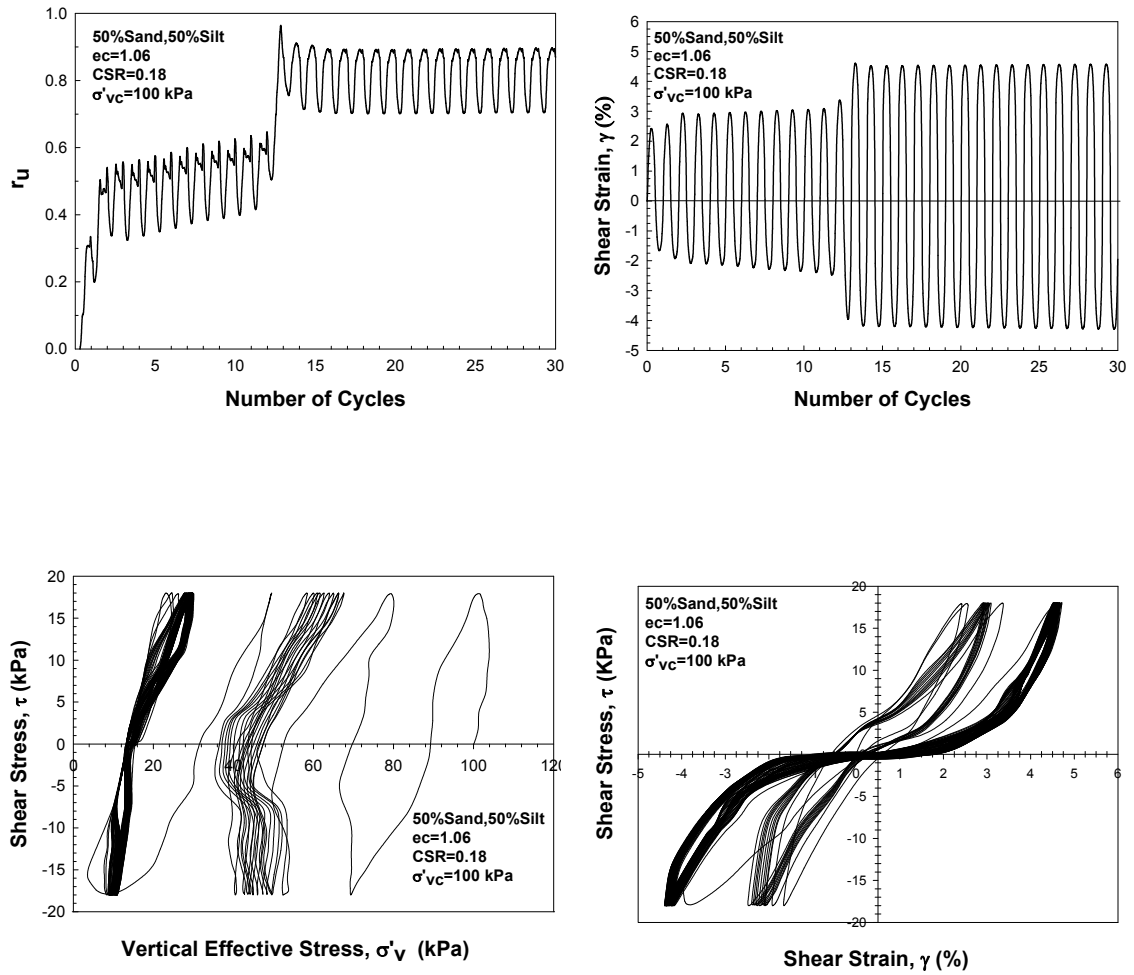 1.0
0.8
0.6
0.4
0.2
0.0
r_u
50%Sand,50%Silt
ec=1.06
CSR=0.18
σ'vc=100 kPa
0 5 10 15 20 25 30
Number of Cycles
6
5
4
3
2
1
0
-1
-2
-3
-4
-5
Shear Strain, γ (%)
50%Sand,50%Silt
ec=1.06
CSR=0.18
σ'vc=100 kPa
0 5 10 15 20 25 30
Number of Cycles
20
15
10
5
0
-5
-10
-15
-20
Shear Stress, τ (kPa)
0 20 40 60 80 100 120
50%Sand,50%Silt
ec=1.06
CSR=0.18
σ'vc=100 kPa
Vertical Effective Stress, σ'v (kPa)
20
15
10
5
-5
-10
-15
-20
Shear Stress, τ (KPa)
50%Sand,50%Silt
ec=1.06
CSR=0.18
σ'vc=100 kPa
-5 -4 -3 -2 -1 0 1 2 3 4 5 6
Shear Strain, γ (%)